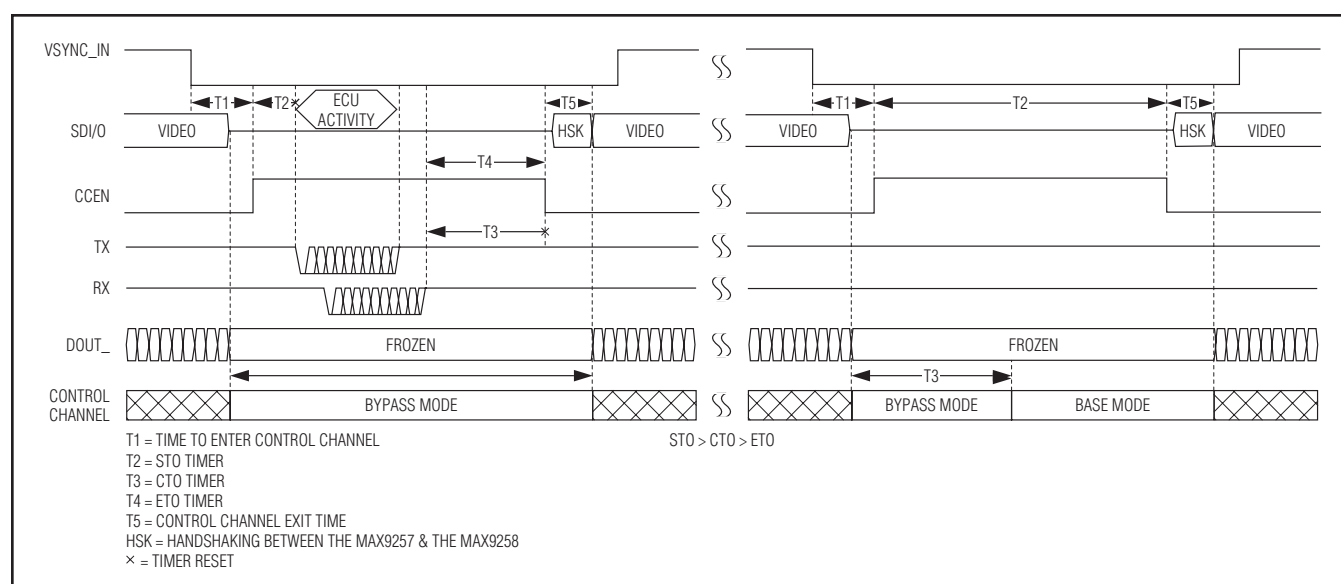 VSYNC_IN
T1 T2 ECU ACTIVITY T5 T1 T2 T5
SDI/O VIDEO HSK VIDEO VIDEO HSK VIDEO
T4
CCEN
T3
TX
RX
DOUT_ FROZEN FROZEN
T3
CONTROL CHANNEL BYPASS MODE BYPASS MODE BASE MODE
T1 = TIME TO ENTER CONTROL CHANNEL STO > CTO > ETO
T2 = STO TIMER
T3 = CTO TIMER
T4 = ETO TIMER
T5 = CONTROL CHANNEL EXIT TIME
HSK = HANDSHAKING BETWEEN THE MAX9257 & THE MAX9258
× = TIMER RESET